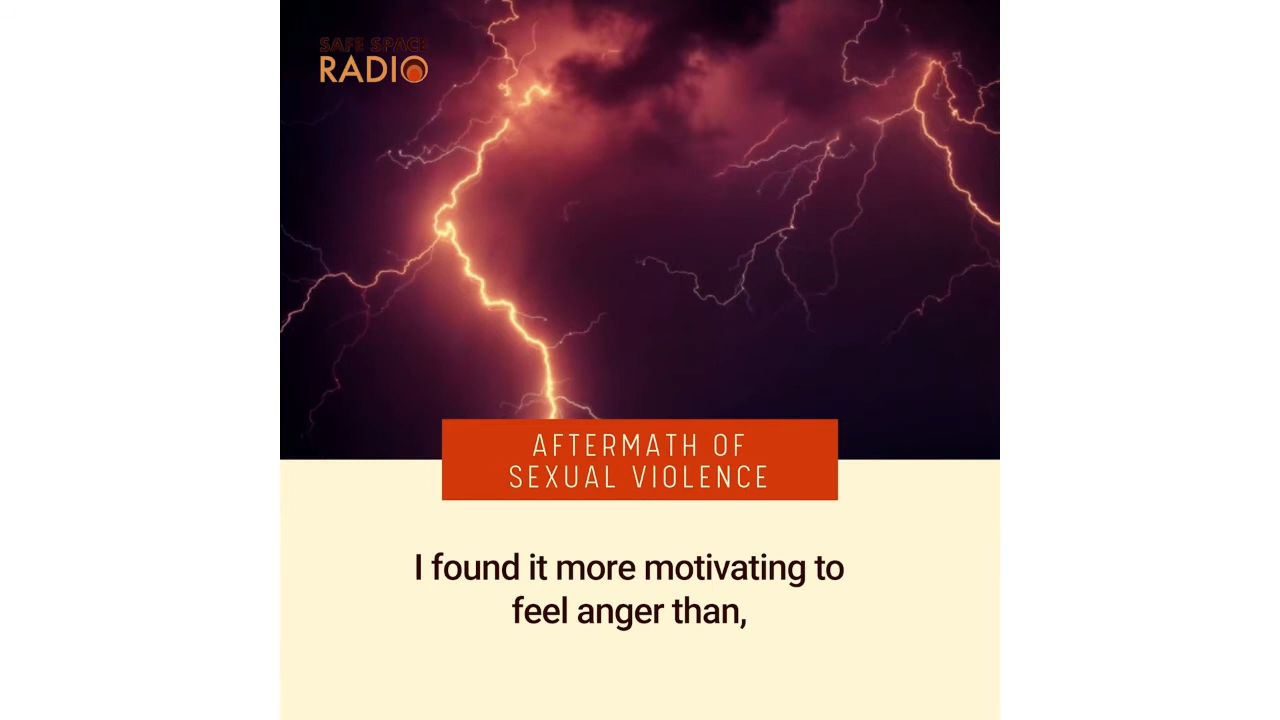 SAFE SPACE
RADIO
AFTERMATH OF
SEXUAL VIOLENCE
I found it more motivating to
feel anger than,